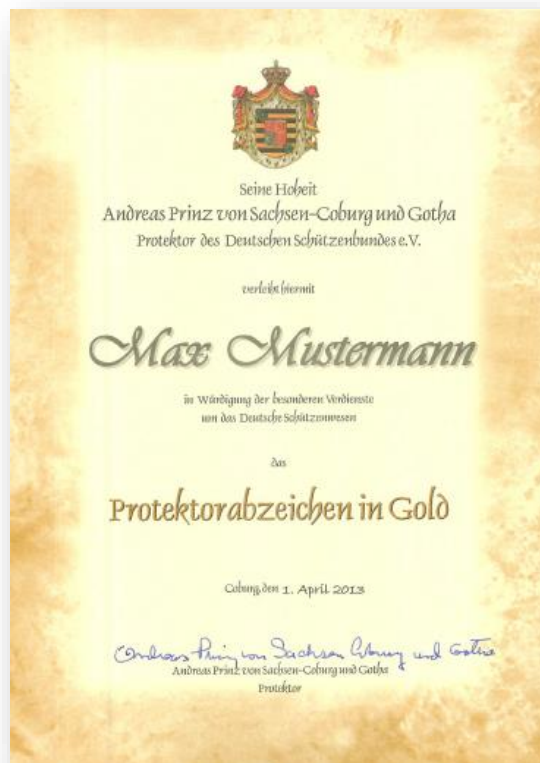 Seine Hoheit
Andreas Prinz von Sachsen-Coburg und Gotha
Protektor des Deutschen Schützenbundes e.V.
verleiht hiermit
Max Mustermann
in Würdigung der besonderen Verdienste
um das Deutsche Schützenwesen
das
Protektorabzeichen in Gold
Coburg, den 1. April 2013
Andreas Prinz von Sachsen Coburg und Gotha
Andreas Prinz von Sachsen-Coburg und Gotha
Protektor